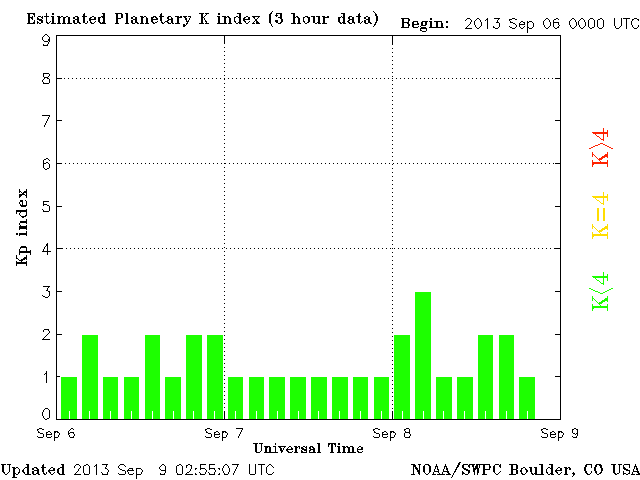 Estimated Planetary K index (3 hour data)
Begin: 2013 Sep 06 0000 UTC
9
8
7
6
5
4
3
2
1
0
Kp index
K>4
K=4
K<4
Sep 6
Sep 7
Sep 8
Sep 9
Universal Time
Updated 2013 Sep 9 02:55:07 UTC
NOAA/SWPC Boulder, CO USA